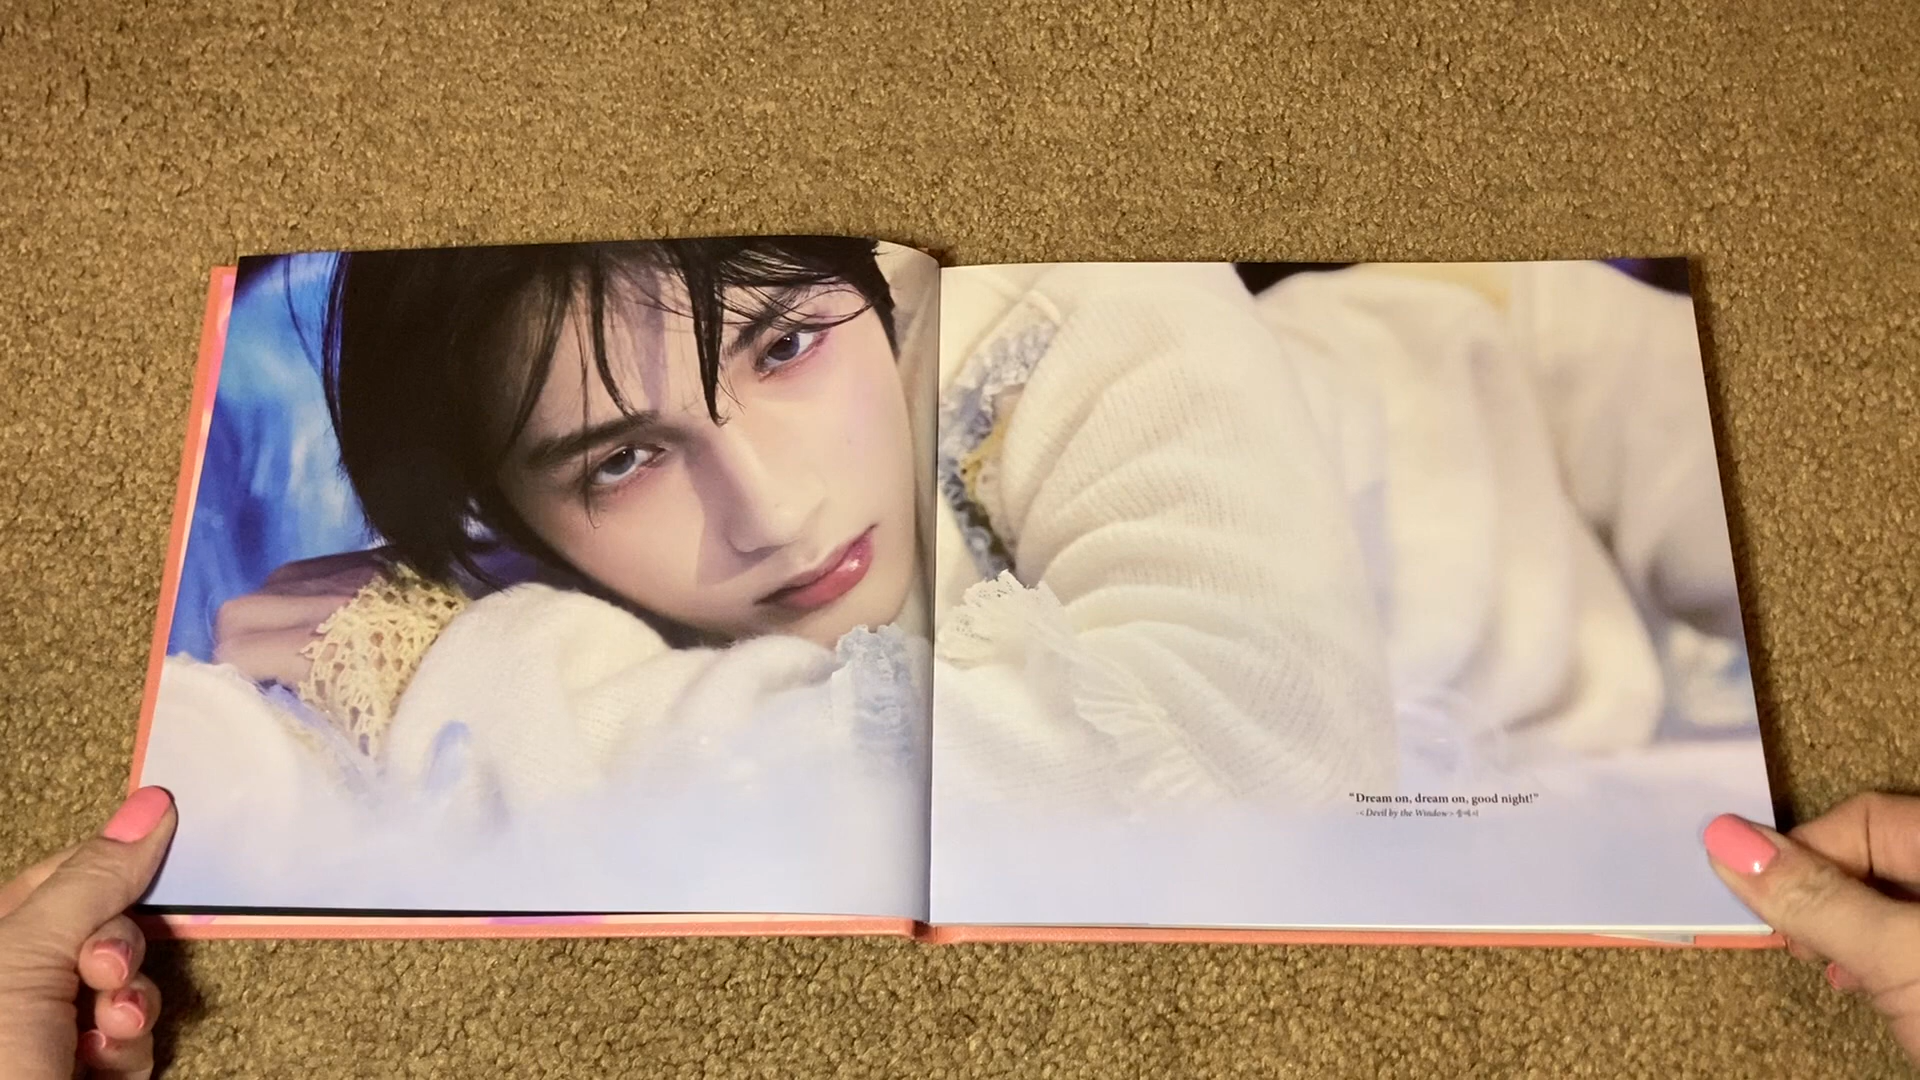 “Dream on, dream on, good night!”
-<Devil by the Window> 중에서